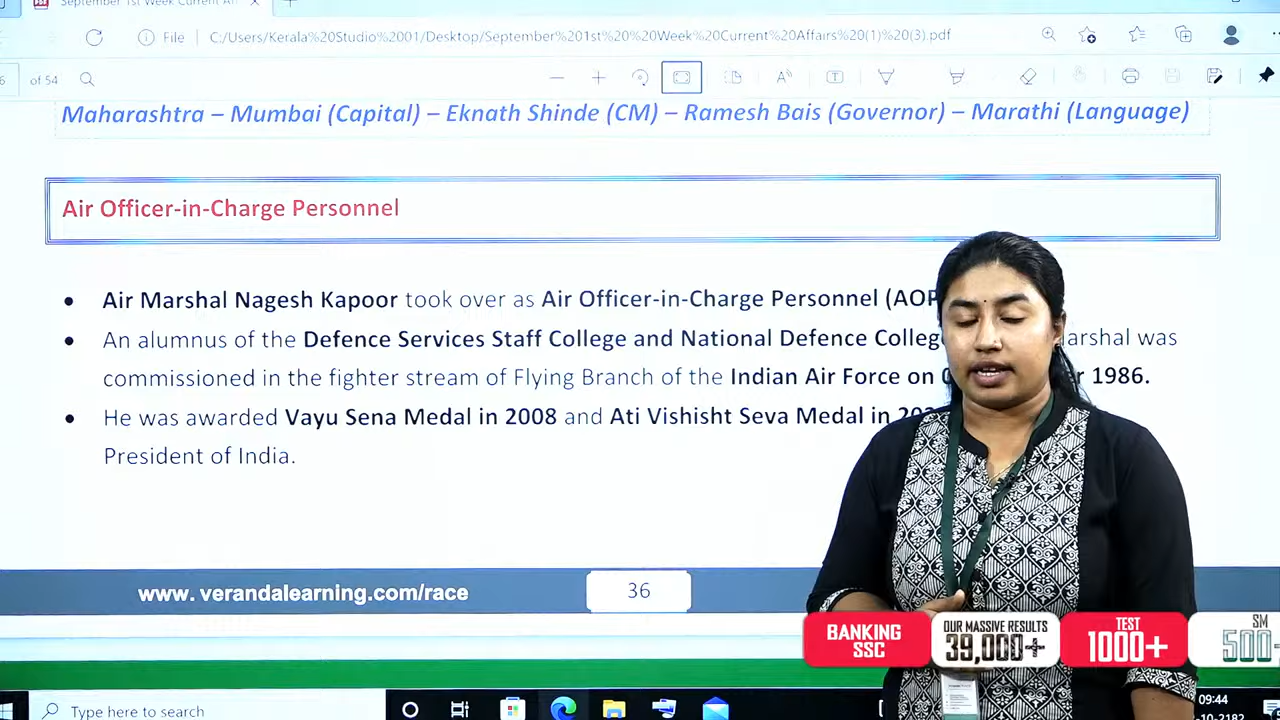 September 1st Week Current Af
File C:/Users/Kerala%20Studio%2001/Desktop/September%201st%20%20Week%20Current%20Affairs%20(1)%20(3).pdf
6 of 54
Maharashtra – Mumbai (Capital) – Eknath Shinde (CM) – Ramesh Bais (Governor) – Marathi (Language)
Air Officer-in-Charge Personnel
• Air Marshal Nagesh Kapoor took over as Air Officer-in-Charge Personnel (AOP
• An alumnus of the Defence Services Staff College and National Defence Colleg arshal was
commissioned in the fighter stream of Flying Branch of the Indian Air Force on r 1986.
• He was awarded Vayu Sena Medal in 2008 and Ati Vishisht Seva Medal in
President of India.
www. verandalearning.com/race
36
BANKING
SSC
OUR MASSIVE RESULTS
39,000+
TEST
1000+
SM
500+
Type here to search
09:44
-2182